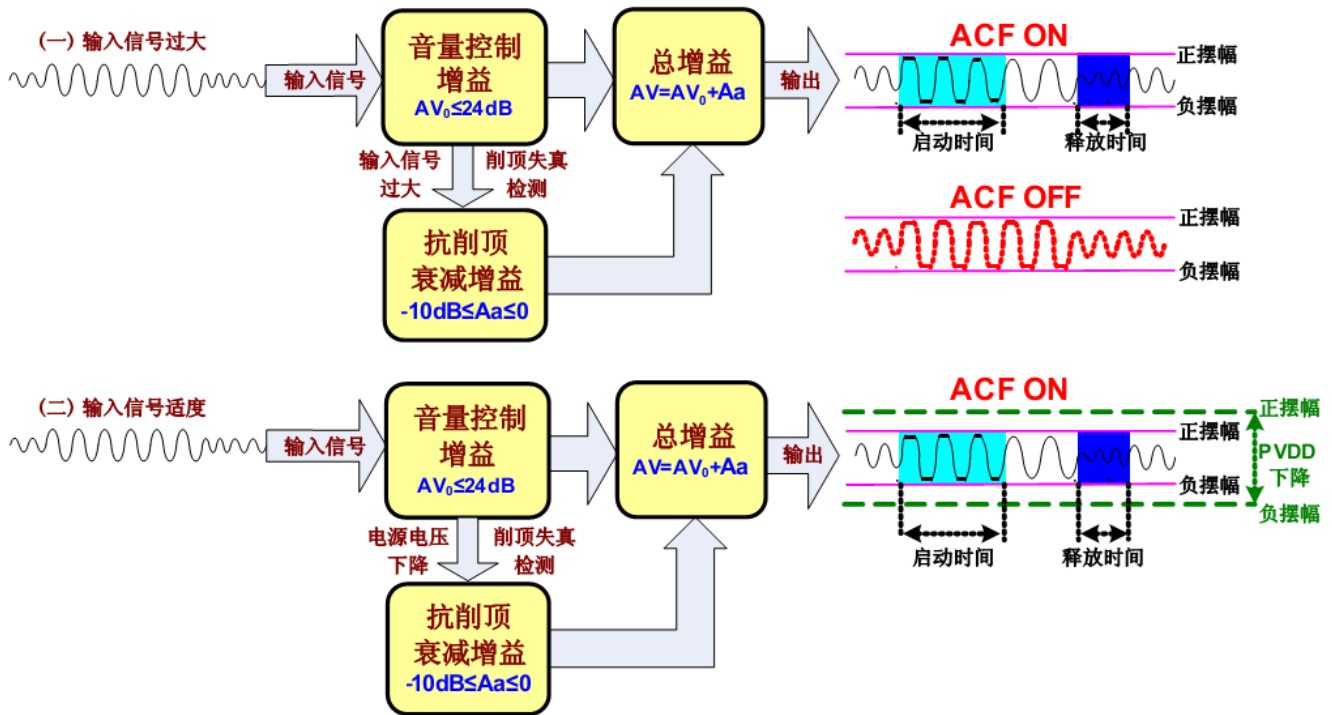 (一) 输入信号过大
输入信号
音量控制
增益
AV₀≤24dB
总增益
AV=AV₀+Aa
输出
ACF ON
正摆幅
负摆幅
启动时间
释放时间
输入信号
过大
削顶失真
检测
抗削顶
衰减增益
-10dB≤Aa≤0
ACF OFF
正摆幅
负摆幅
(二) 输入信号适度
输入信号
音量控制
增益
AV₀≤24dB
总增益
AV=AV₀+Aa
输出
ACF ON
正摆幅
正摆幅
PVDD
下降
负摆幅
负摆幅
启动时间
释放时间
电源电压
下降
削顶失真
检测
抗削顶
衰减增益
-10dB≤Aa≤0